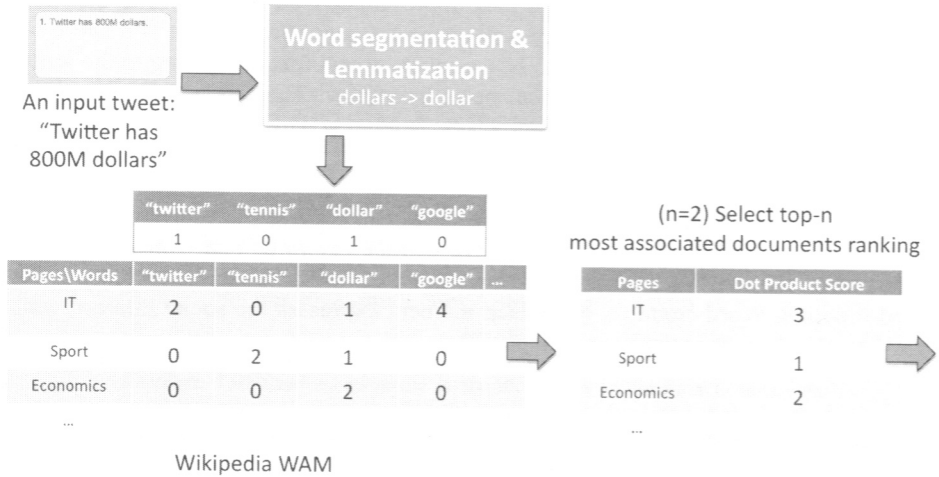 1. Twitter has 800M dollars.
Word segmentation &
Lemmatization
dollars -> dollar
An input tweet:
“Twitter has
800M dollars”
“twitter” “tennis” “dollar” “google”
1 0 1 0
Pages\Words “twitter” “tennis” “dollar” “google” ...
IT 2 0 1 4
Sport 0 2 1 0
Economics 0 0 2 0
...
Wikipedia WAM
(n=2) Select top-n
most associated documents ranking
Pages Dot Product Score
IT 3
Sport 1
Economics 2
...